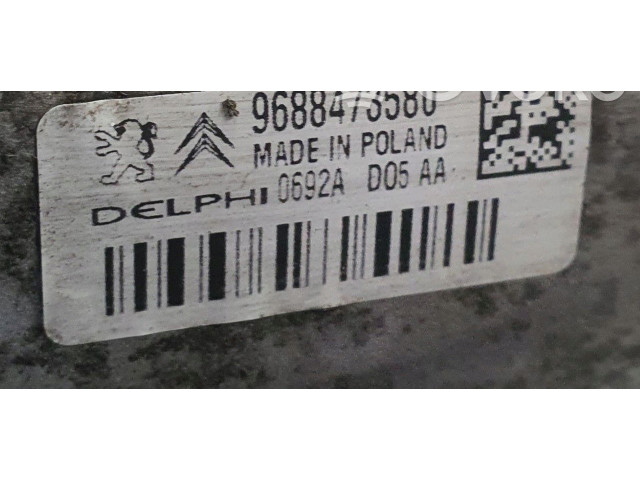 9688473580
MADE IN POLAND
DELPHI 0692A D05 AA